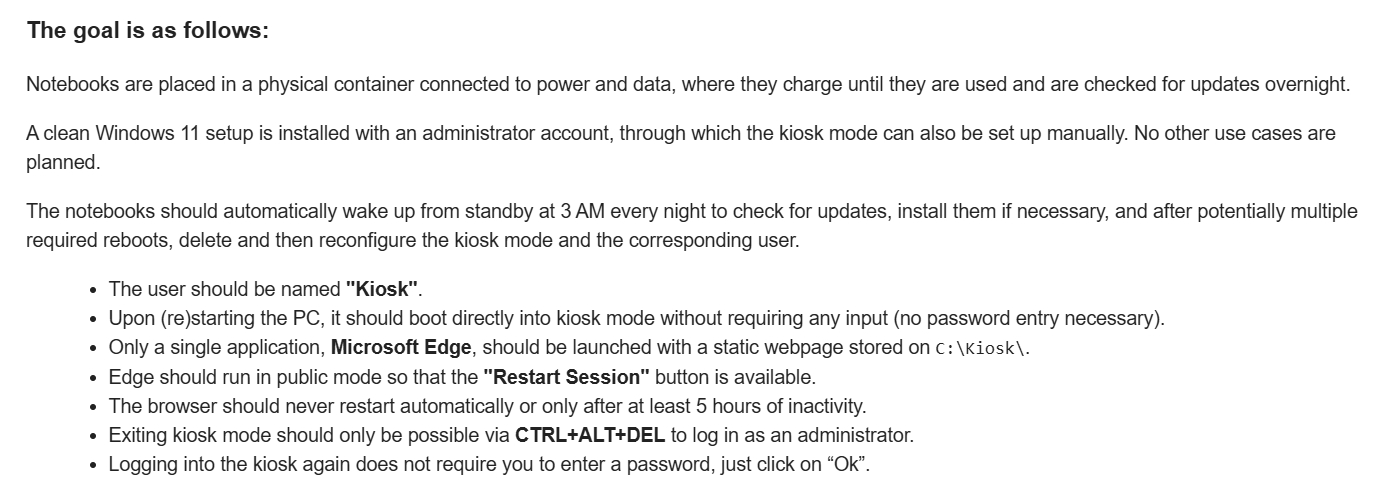 The goal is as follows:
Notebooks are placed in a physical container connected to power and data, where they charge until they are used and are checked for updates overnight.
A clean Windows 11 setup is installed with an administrator account, through which the kiosk mode can also be set up manually. No other use cases are
planned.
The notebooks should automatically wake up from standby at 3 AM every night to check for updates, install them if necessary, and after potentially multiple
required reboots, delete and then reconfigure the kiosk mode and the corresponding user.
• The user should be named "Kiosk".
• Upon (re)starting the PC, it should boot directly into kiosk mode without requiring any input (no password entry necessary).
• Only a single application, Microsoft Edge, should be launched with a static webpage stored on C:\Kiosk\.
• Edge should run in public mode so that the "Restart Session" button is available.
• The browser should never restart automatically or only after at least 5 hours of inactivity.
• Exiting kiosk mode should only be possible via CTRL+ALT+DEL to log in as an administrator.
• Logging into the kiosk again does not require you to enter a password, just click on “Ok”.